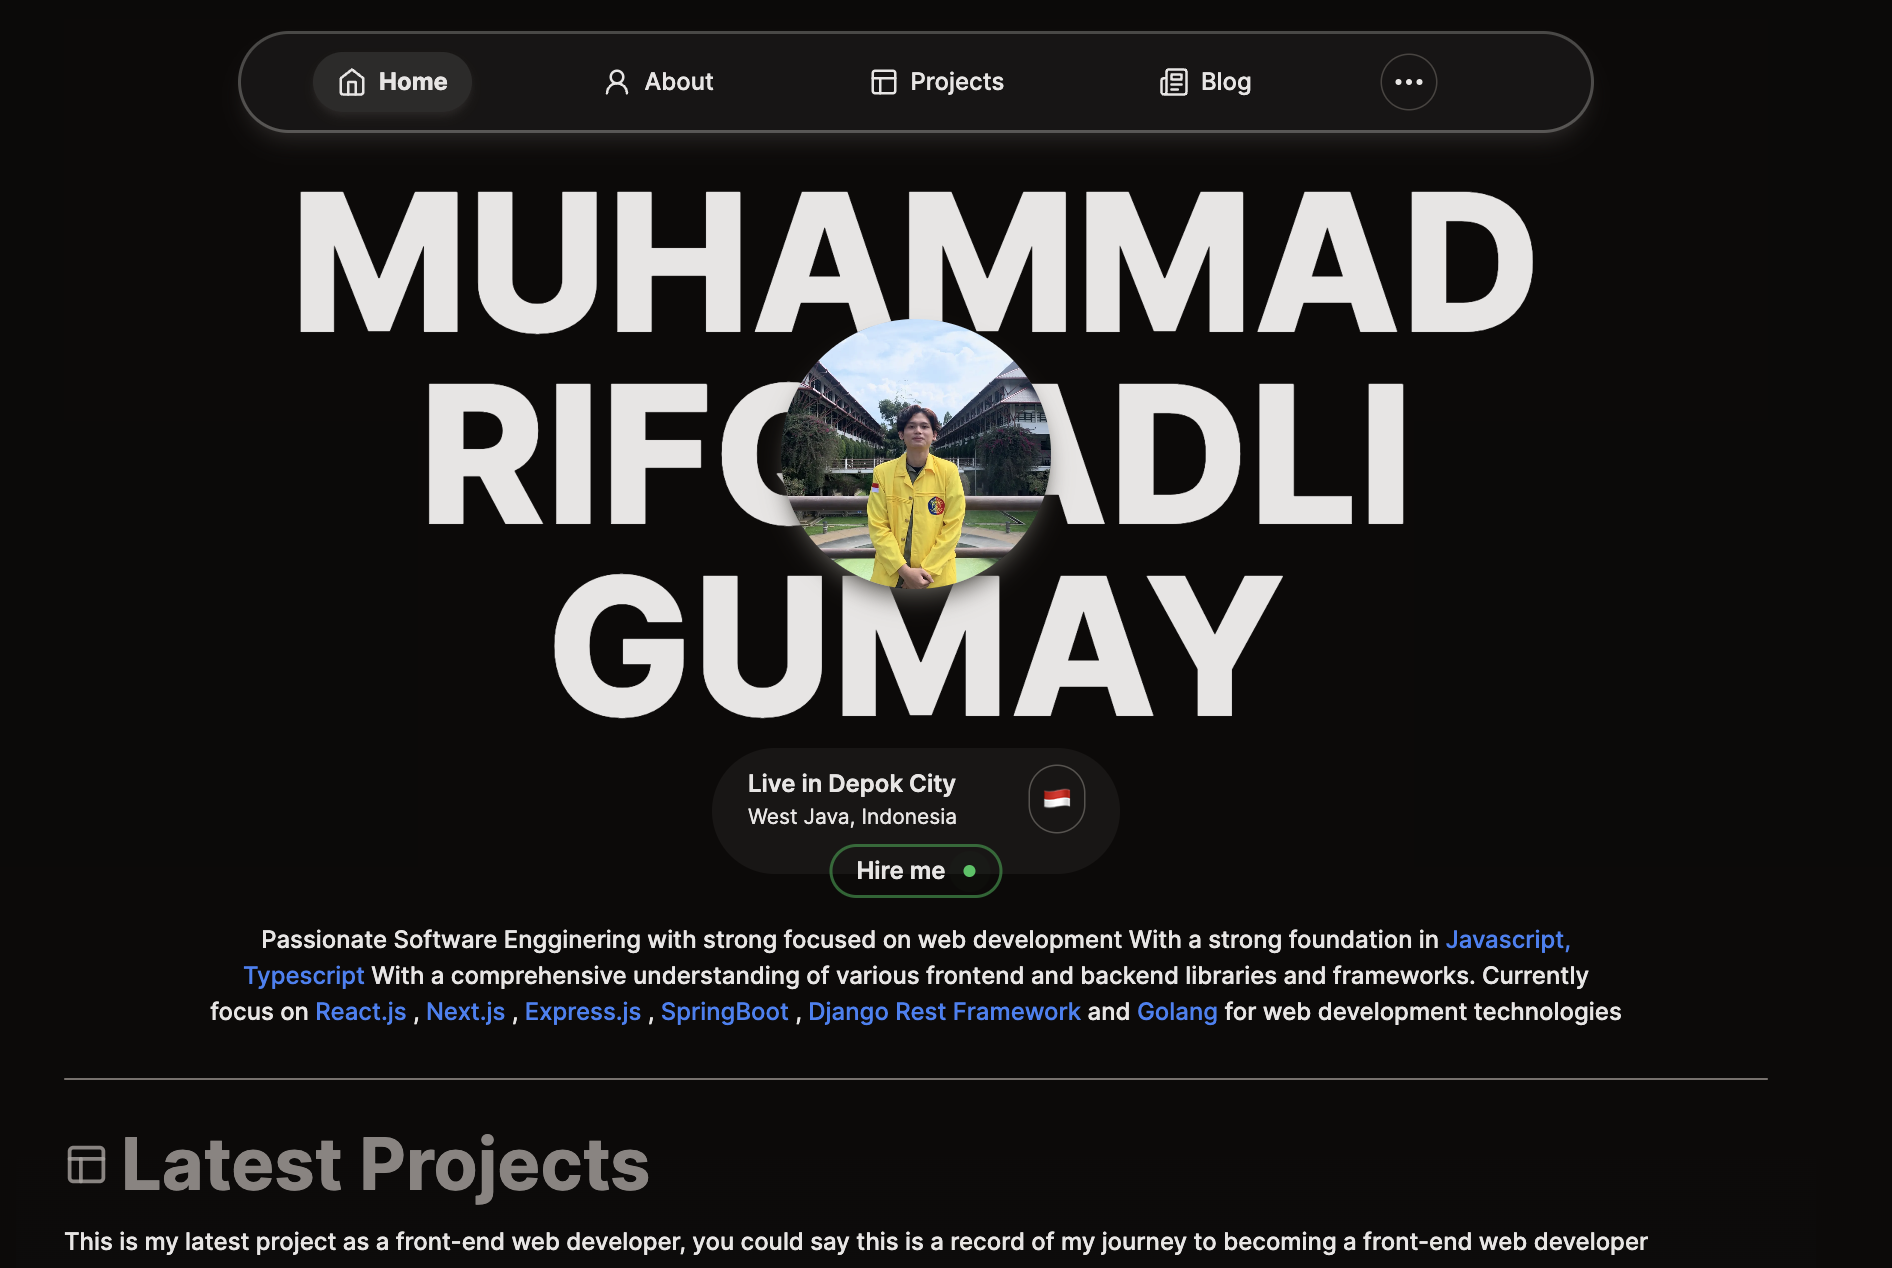 Home About Projects Blog
MUHAMMAD
ADLI
GUMAY
Live in Depok City
West Java, Indonesia
Hire me
Passionate Software Engginering with strong focused on web development With a strong foundation in Javascript,
Typescript With a comprehensive understanding of various frontend and backend libraries and frameworks. Currently
focus on React.js , Next.js , Express.js , SpringBoot , Django Rest Framework and Golang for web development technologies
Latest Projects
This is my latest project as a front-end web developer, you could say this is a record of my journey to becoming a front-end web developer